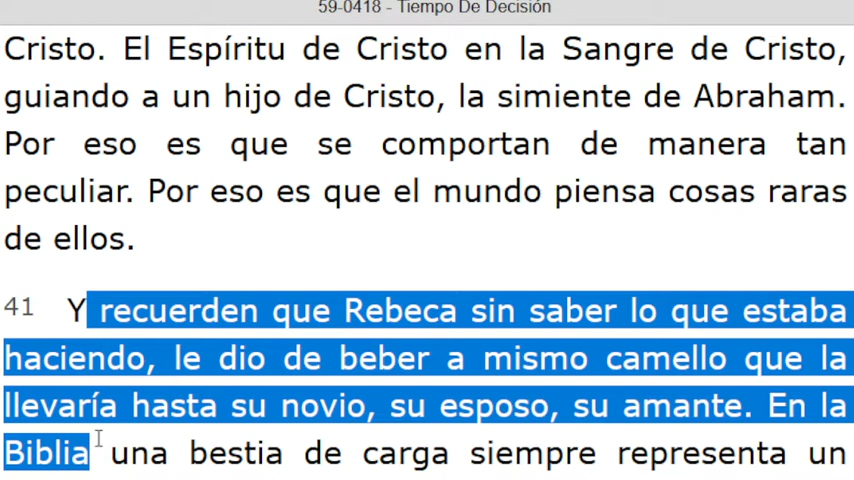 59-0418 - Tiempo De Decisión
Cristo. El Espíritu de Cristo en la Sangre de Cristo,
guiando a un hijo de Cristo, la simiente de Abraham.
Por eso es que se comportan de manera tan
peculiar. Por eso es que el mundo piensa cosas raras
de ellos.
41 Y recuerden que Rebeca sin saber lo que estaba
haciendo, le dio de beber a mismo camello que la
llevaría hasta su novio, su esposo, su amante. En la
Biblia una bestia de carga siempre representa un